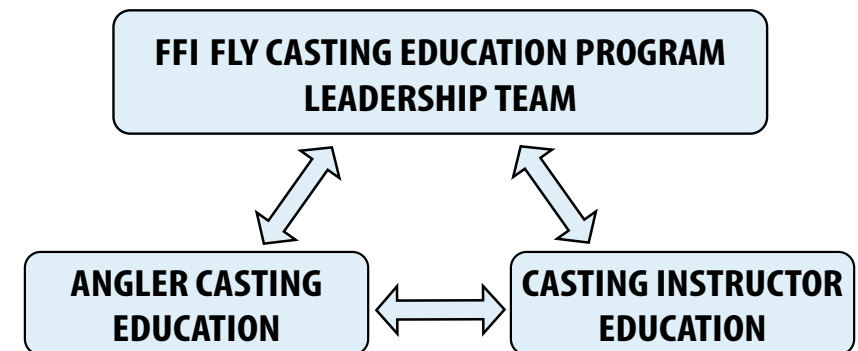 FFI FLY CASTING EDUCATION PROGRAM
LEADERSHIP TEAM
ANGLER CASTING
EDUCATION
CASTING INSTRUCTOR
EDUCATION